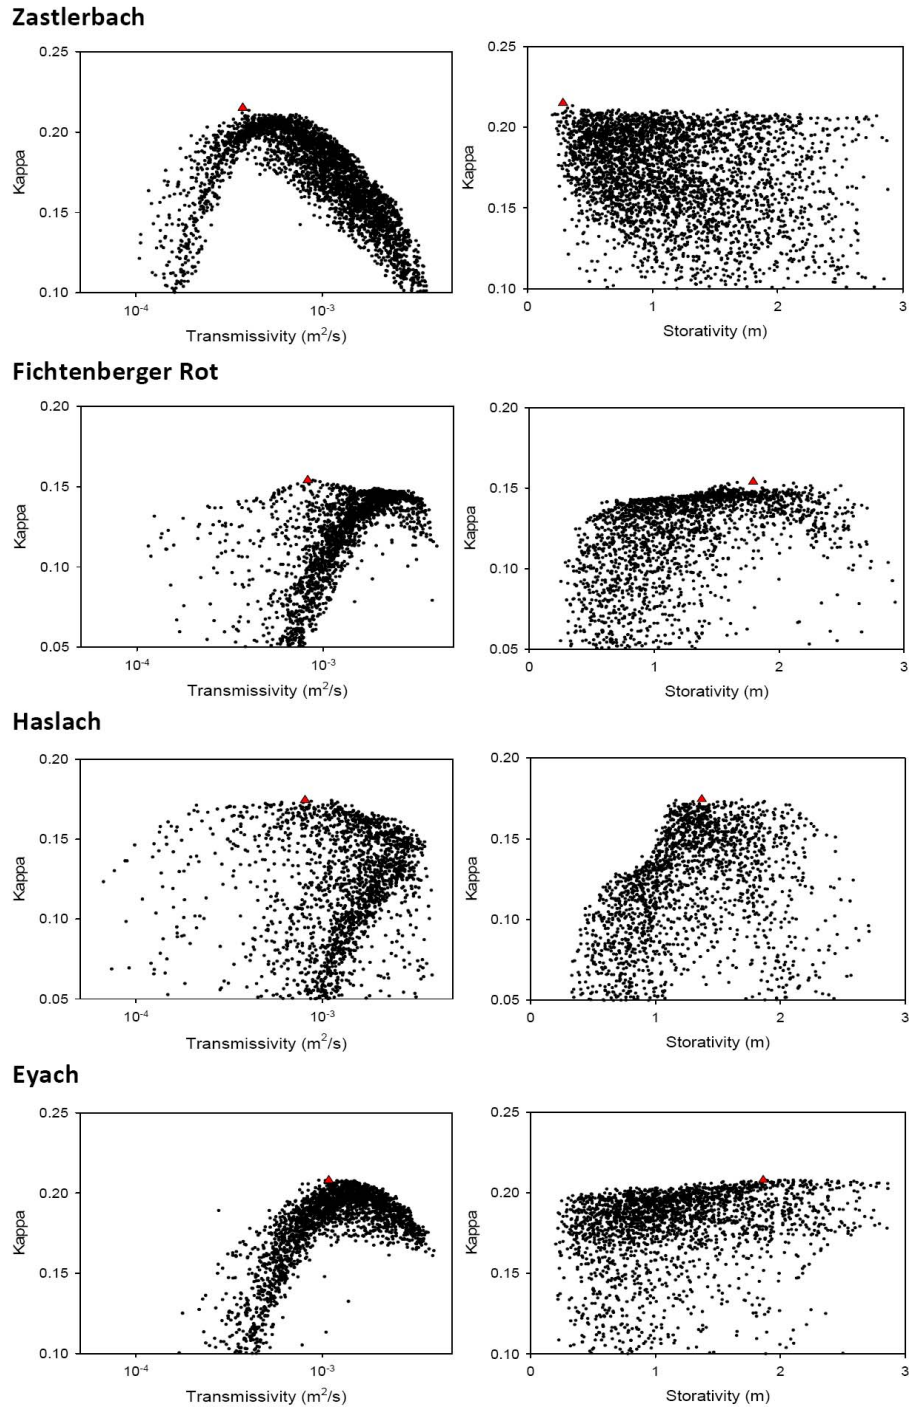 Zastlerbach
0.25
0.20
0.15
0.10
Kappa
10-4
10-3
Transmissivity (m2/s)
0.25
0.20
0.15
0.10
Kappa
0
1
2
3
Storativity (m)
Fichtenberger Rot
0.20
0.15
0.10
0.05
Kappa
10-4
10-3
Transmissivity (m2/s)
0.20
0.15
0.10
0.05
Kappa
0
1
2
3
Storativity (m)
Haslach
0.20
0.15
0.10
0.05
Kappa
10-4
10-3
Transmissivity (m2/s)
0.20
0.15
0.10
0.05
Kappa
0
1
2
3
Storativity (m)
Eyach
0.25
0.20
0.15
0.10
Kappa
10-4
10-3
Transmissivity (m2/s)
0.25
0.20
0.15
0.10
Kappa
0
1
2
3
Storativity (m)